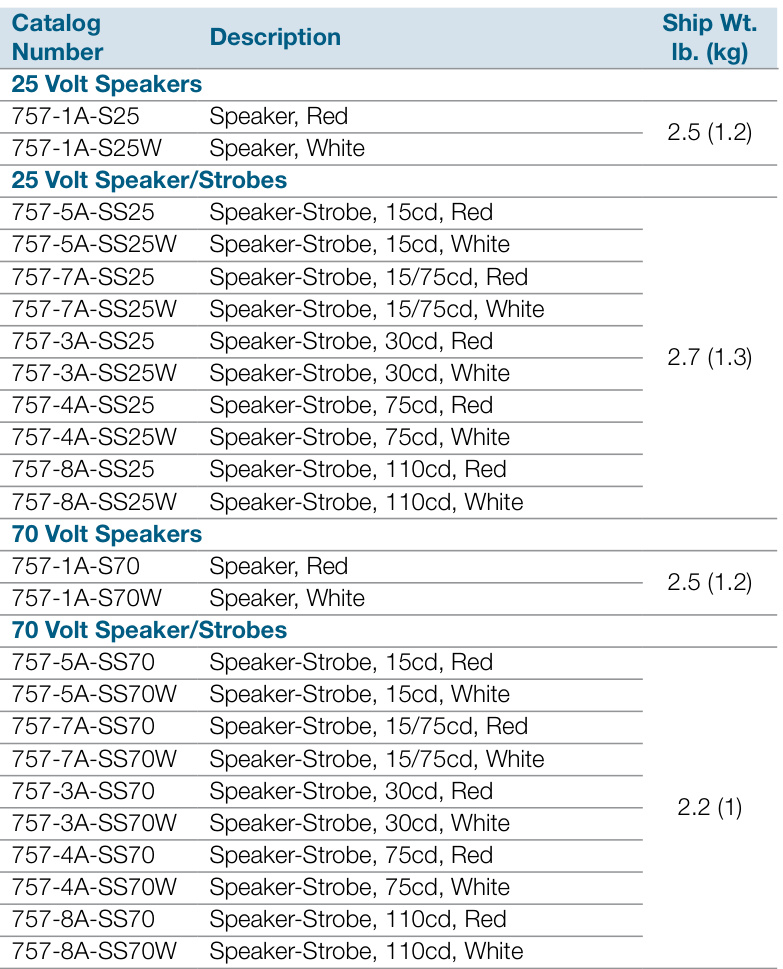 Catalog Number Description Ship Wt. lb. (kg)
25 Volt Speakers
757-1A-S25 Speaker, Red 2.5 (1.2)
757-1A-S25W Speaker, White
25 Volt Speaker/Strobes
757-5A-SS25 Speaker-Strobe, 15cd, Red 2.7 (1.3)
757-5A-SS25W Speaker-Strobe, 15cd, White
757-7A-SS25 Speaker-Strobe, 15/75cd, Red
757-7A-SS25W Speaker-Strobe, 15/75cd, White
757-3A-SS25 Speaker-Strobe, 30cd, Red
757-3A-SS25W Speaker-Strobe, 30cd, White
757-4A-SS25 Speaker-Strobe, 75cd, Red
757-4A-SS25W Speaker-Strobe, 75cd, White
757-8A-SS25 Speaker-Strobe, 110cd, Red
757-8A-SS25W Speaker-Strobe, 110cd, White
70 Volt Speakers
757-1A-S70 Speaker, Red 2.5 (1.2)
757-1A-S70W Speaker, White
70 Volt Speaker/Strobes
757-5A-SS70 Speaker-Strobe, 15cd, Red 2.2 (1)
757-5A-SS70W Speaker-Strobe, 15cd, White
757-7A-SS70 Speaker-Strobe, 15/75cd, Red
757-7A-SS70W Speaker-Strobe, 15/75cd, White
757-3A-SS70 Speaker-Strobe, 30cd, Red
757-3A-SS70W Speaker-Strobe, 30cd, White
757-4A-SS70 Speaker-Strobe, 75cd, Red
757-4A-SS70W Speaker-Strobe, 75cd, White
757-8A-SS70 Speaker-Strobe, 110cd, Red
757-8A-SS70W Speaker-Strobe, 110cd, White